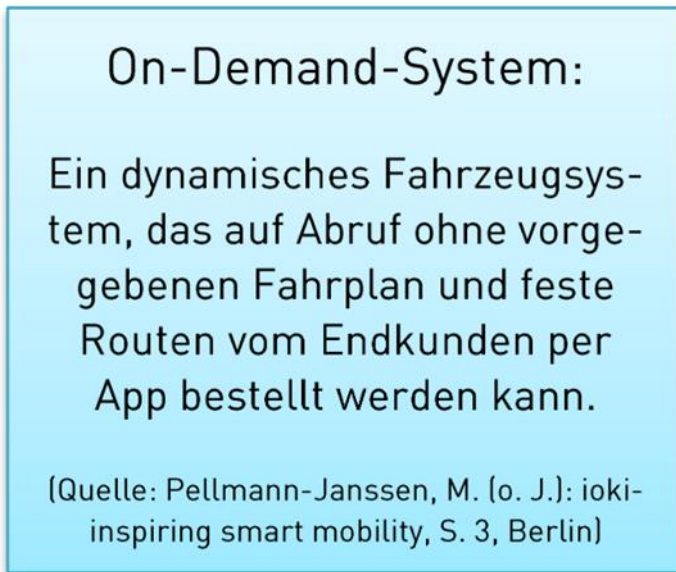 On-Demand-System:
Ein dynamisches Fahrzeugsys-
tem, das auf Abruf ohne vorge-
gebenen Fahrplan und feste
Routen vom Endkunden per
App bestellt werden kann.
(Quelle: Pellmann-Janssen, M. (o. J.): ioki-
inspiring smart mobility, S. 3, Berlin)